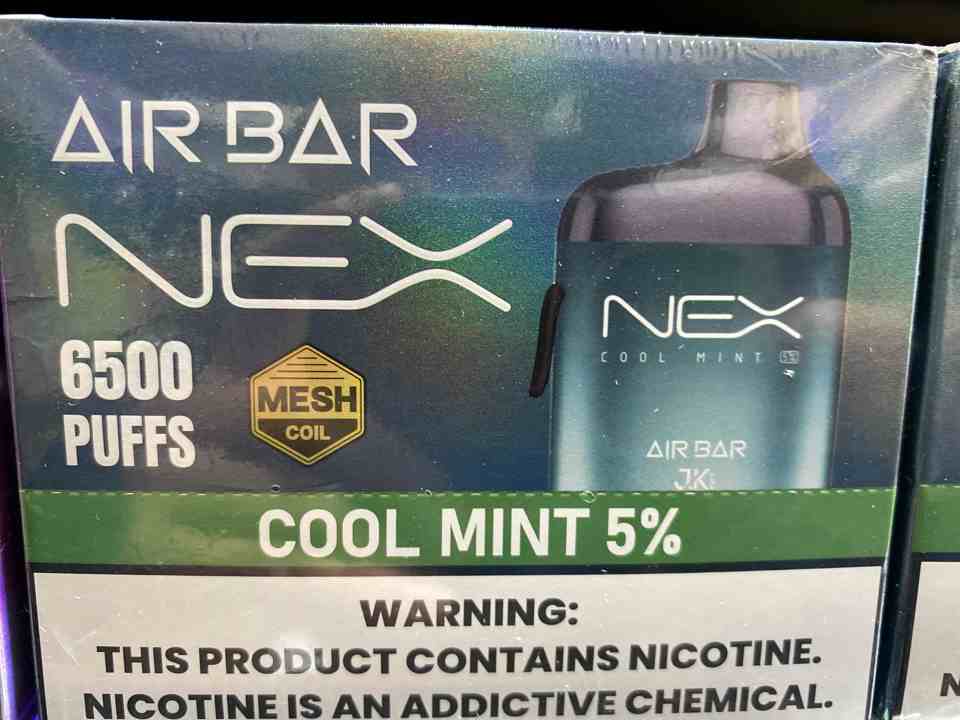 AIR BAR
NEX
6500
PUFFS
MESH
COIL
NEX
COOL MINT 5%
AIR BAR
COOL MINT 5%
WARNING:
THIS PRODUCT CONTAINS NICOTINE.
NICOTINE IS AN ADDICTIVE CHEMICAL.
N